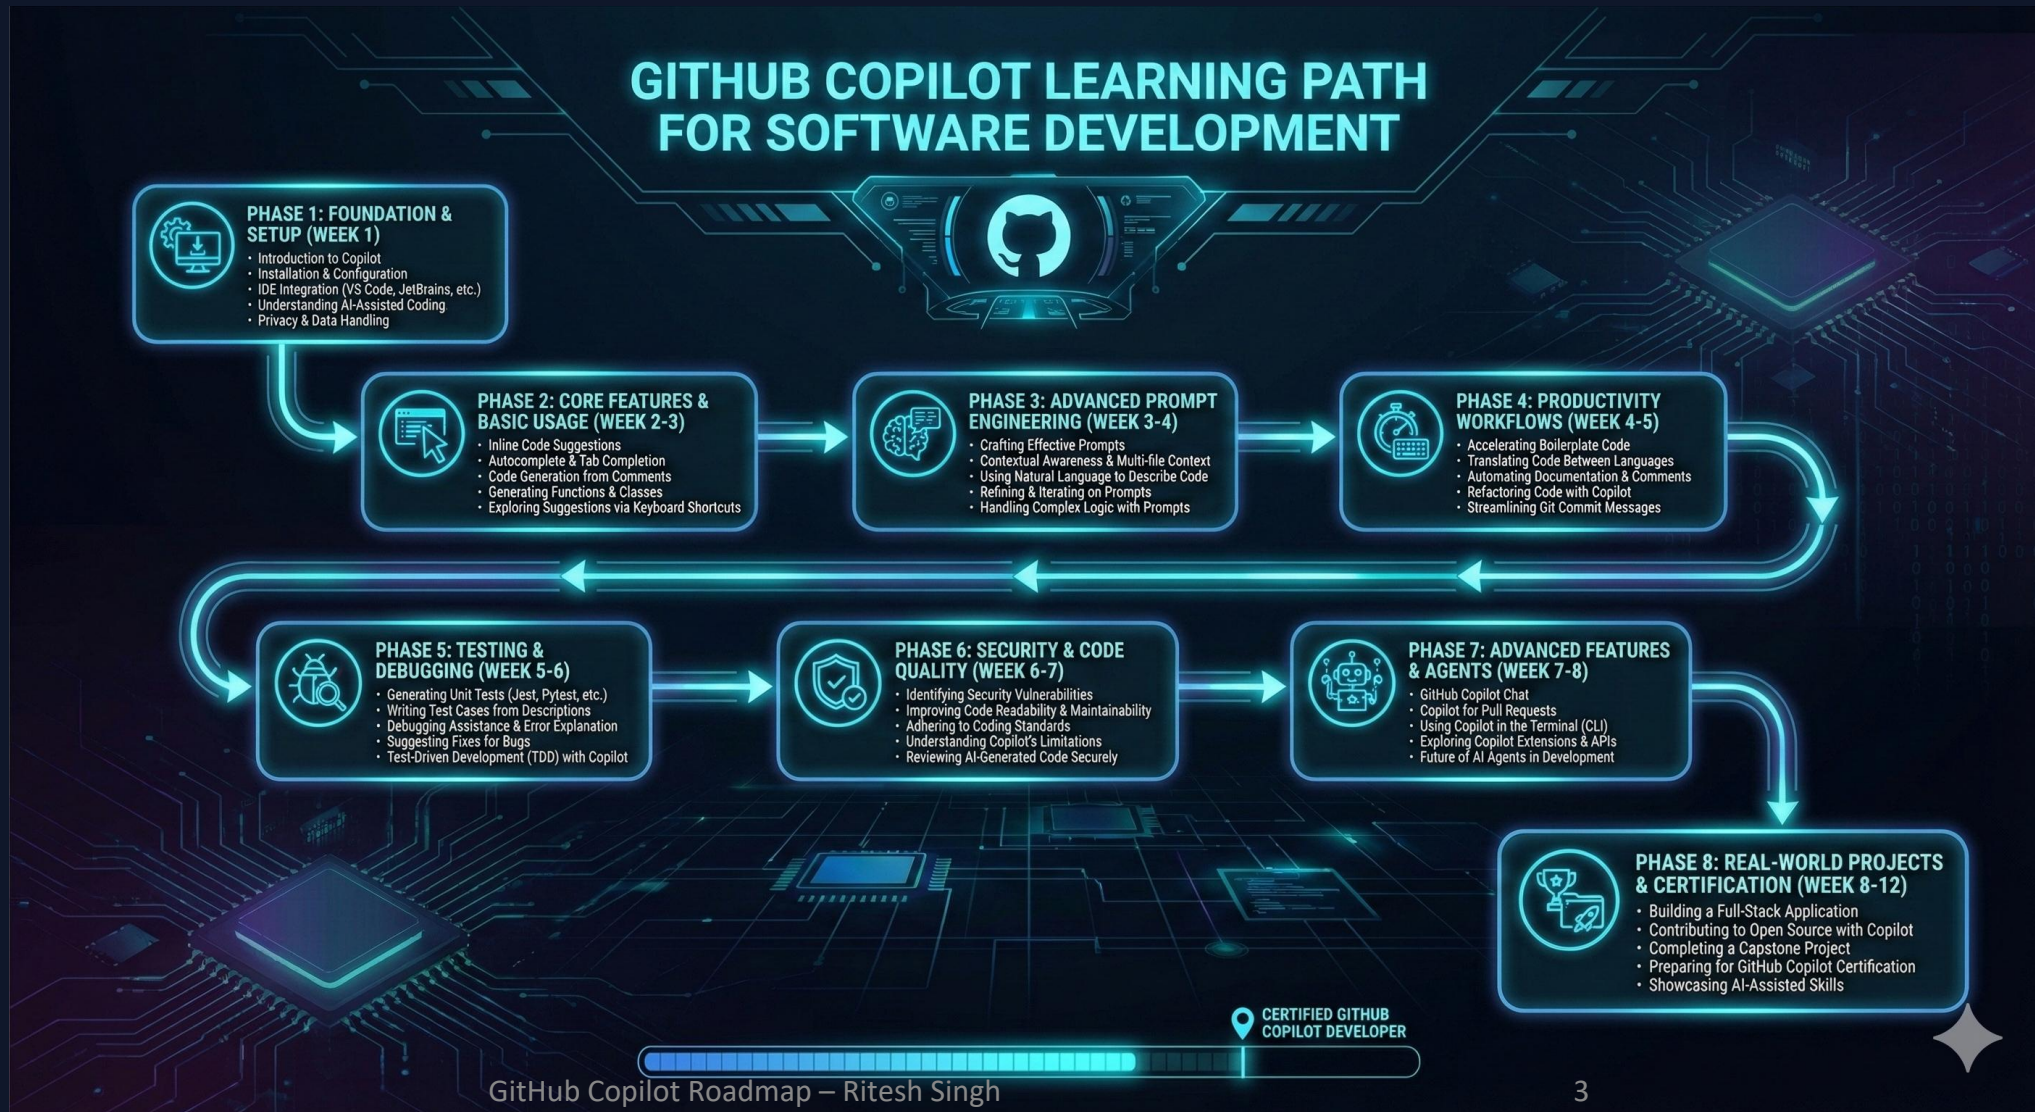 GITHUB COPILOT LEARNING PATH
FOR SOFTWARE DEVELOPMENT
PHASE 1: FOUNDATION &
SETUP (WEEK 1)
• Introduction to Copilot
• Installation & Configuration
• IDE Integration (VS Code, JetBrains, etc.)
• Understanding AI-Assisted Coding
• Privacy & Data Handling
PHASE 2: CORE FEATURES &
BASIC USAGE (WEEK 2-3)
• Inline Code Suggestions
• Autocomplete & Tab Completion
• Code Generation from Comments
• Generating Functions & Classes
• Exploring Suggestions via Keyboard Shortcuts
PHASE 3: ADVANCED PROMPT
ENGINEERING (WEEK 3-4)
• Crafting Effective Prompts
• Contextual Awareness & Multi-file Context
• Using Natural Language to Describe Code
• Refining & Iterating on Prompts
• Handling Complex Logic with Prompts
PHASE 4: PRODUCTIVITY
WORKFLOWS (WEEK 4-5)
• Accelerating Boilerplate Code
• Translating Code Between Languages
• Automating Documentation & Comments
• Refactoring Code with Copilot
• Streamlining Git Commit Messages
PHASE 5: TESTING &
DEBUGGING (WEEK 5-6)
• Generating Unit Tests (Jest, Pytest, etc.)
• Writing Test Cases from Descriptions
• Debugging Assistance & Error Explanation
• Suggesting Fixes for Bugs
• Test-Driven Development (TDD) with Copilot
PHASE 6: SECURITY & CODE
QUALITY (WEEK 6-7)
• Identifying Security Vulnerabilities
• Improving Code Readability & Maintainability
• Adhering to Coding Standards
• Understanding Copilot's Limitations
• Reviewing AI-Generated Code Securely
PHASE 7: ADVANCED FEATURES
& AGENTS (WEEK 7-8)
• GitHub Copilot Chat
• Copilot for Pull Requests
• Using Copilot in the Terminal (CLI)
• Exploring Copilot Extensions & APIs
• Future of AI Agents in Development
PHASE 8: REAL-WORLD PROJECTS
& CERTIFICATION (WEEK 8-12)
• Building a Full-Stack Application
• Contributing to Open Source with Copilot
• Completing a Capstone Project
• Preparing for GitHub Copilot Certification
• Showcasing AI-Assisted Skills
CERTIFIED GITHUB
COPILOT DEVELOPER
GitHub Copilot Roadmap – Ritesh Singh
3